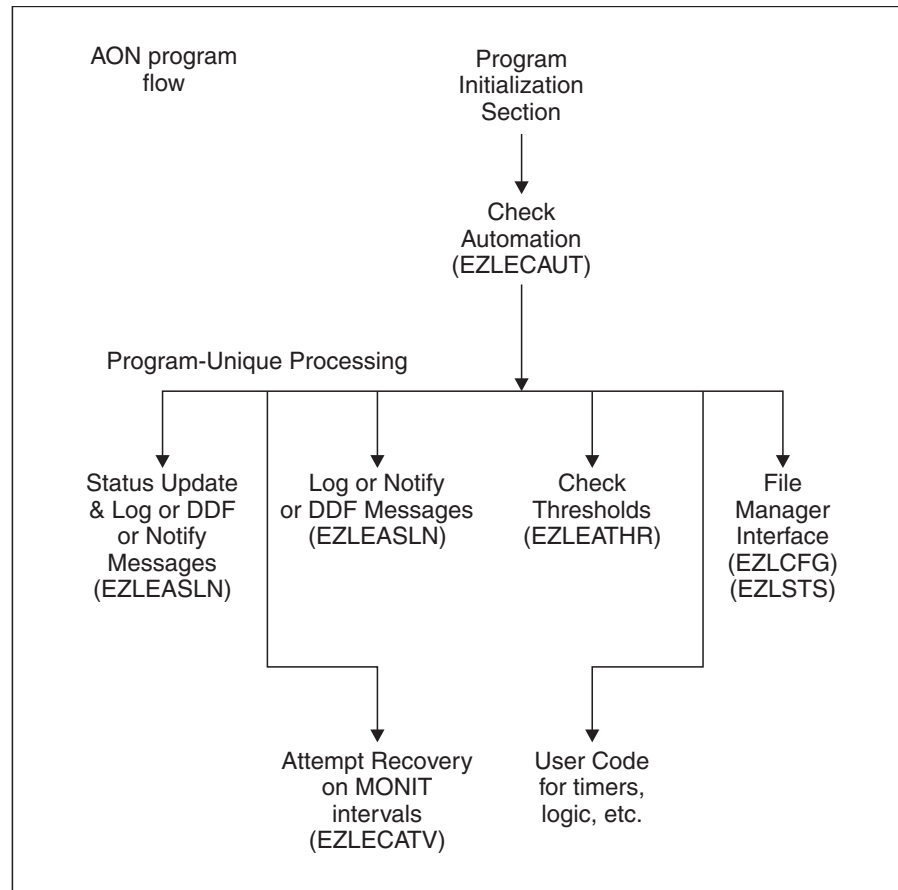 AON program
flow
Program
Initialization
Section
Check
Automation
(EZLECAUT)
Program-Unique Processing
Status Update
& Log or DDF
or Notify
Messages
(EZLEASLN)
Log or Notify
or DDF Messages
(EZLEASLN)
Check
Thresholds
(EZLEATHR)
File
Manager
Interface
(EZLCFG)
(EZLSTS)
Attempt Recovery
on MONIT
intervals
(EZLECATV)
User Code
for timers,
logic, etc.